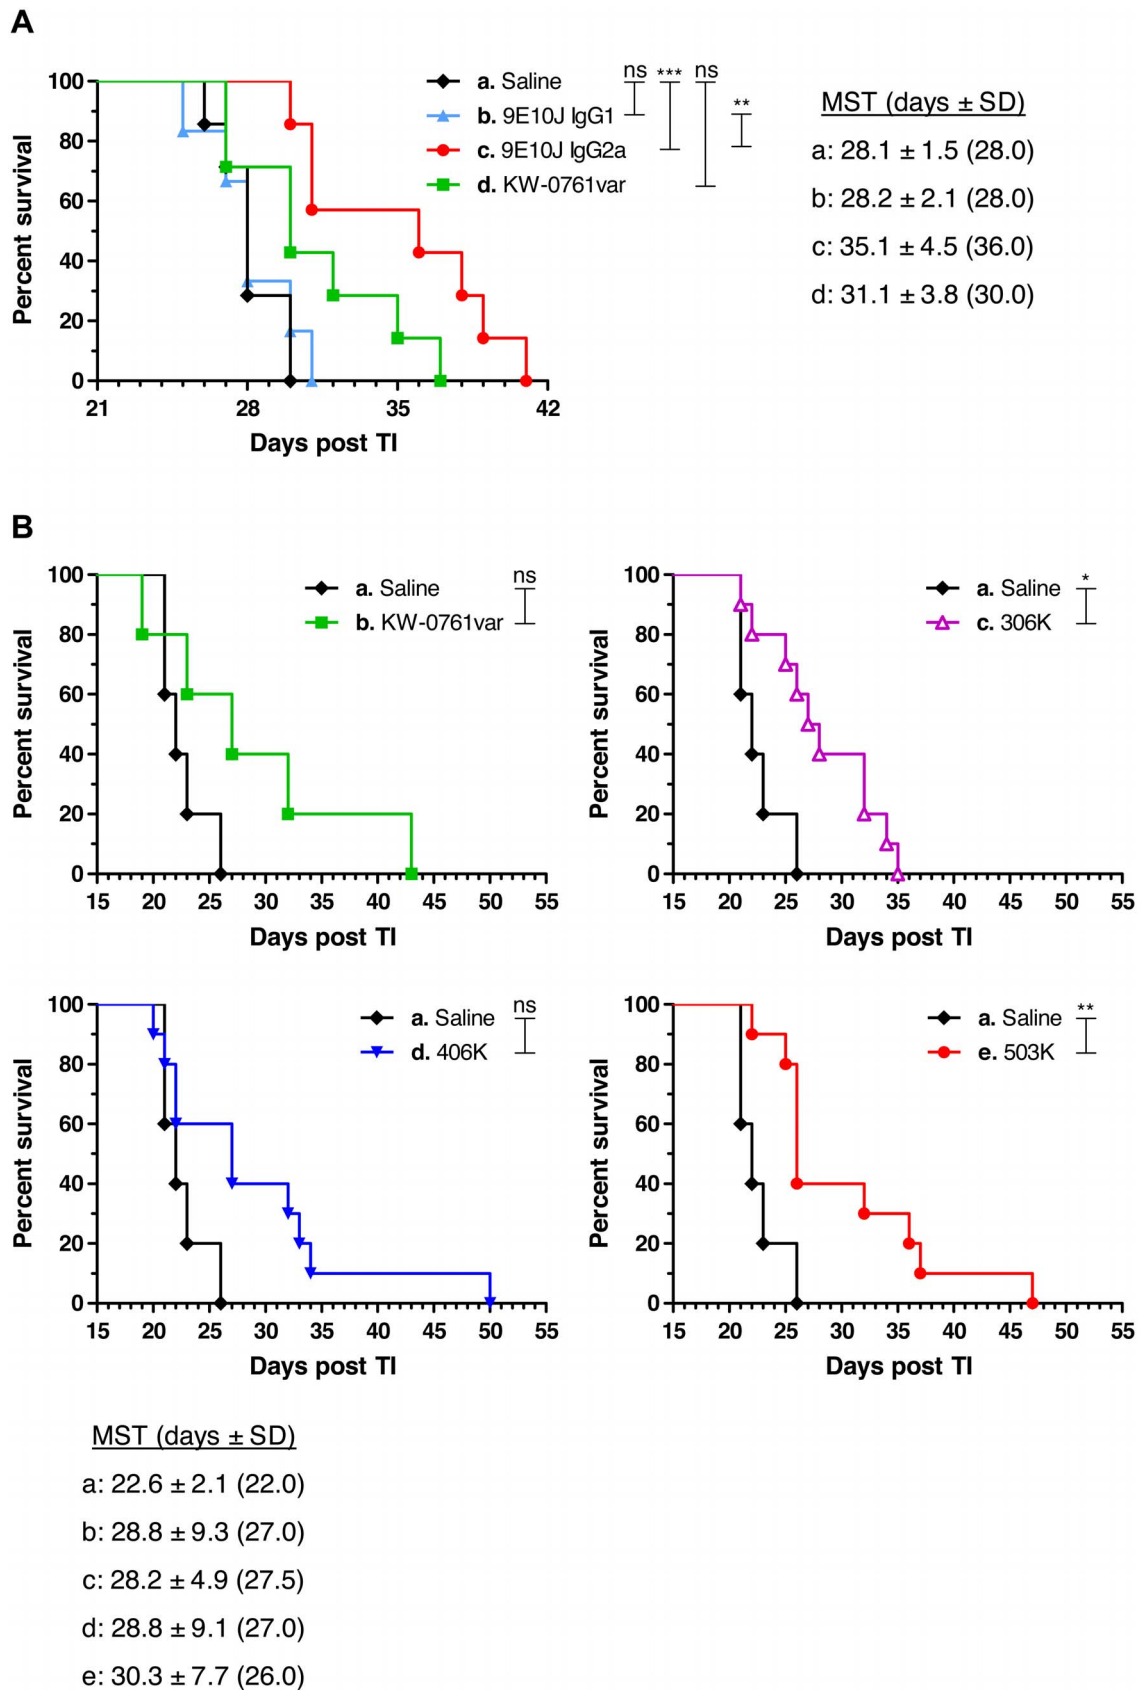 A
a. Saline
b. 9E10J IgG1
c. 9E10J IgG2a
d. KW-0761var
ns *** ns
**
MST (days ± SD)
a: 28.1 ± 1.5 (28.0)
b: 28.2 ± 2.1 (28.0)
c: 35.1 ± 4.5 (36.0)
d: 31.1 ± 3.8 (30.0)
Percent survival
100
80
60
40
20
0
21 28 35 42
Days post TI
B
a. Saline
b. KW-0761var
ns
Percent survival
100
80
60
40
20
0
15 20 25 30 35 40 45 50 55
Days post TI
a. Saline
c. 306K
*
Percent survival
100
80
60
40
20
0
15 20 25 30 35 40 45 50 55
Days post TI
a. Saline
d. 406K
ns
Percent survival
100
80
60
40
20
0
15 20 25 30 35 40 45 50 55
Days post TI
a. Saline
e. 503K
**
Percent survival
100
80
60
40
20
0
15 20 25 30 35 40 45 50 55
Days post TI
MST (days ± SD)
a: 22.6 ± 2.1 (22.0)
b: 28.8 ± 9.3 (27.0)
c: 28.2 ± 4.9 (27.5)
d: 28.8 ± 9.1 (27.0)
e: 30.3 ± 7.7 (26.0)